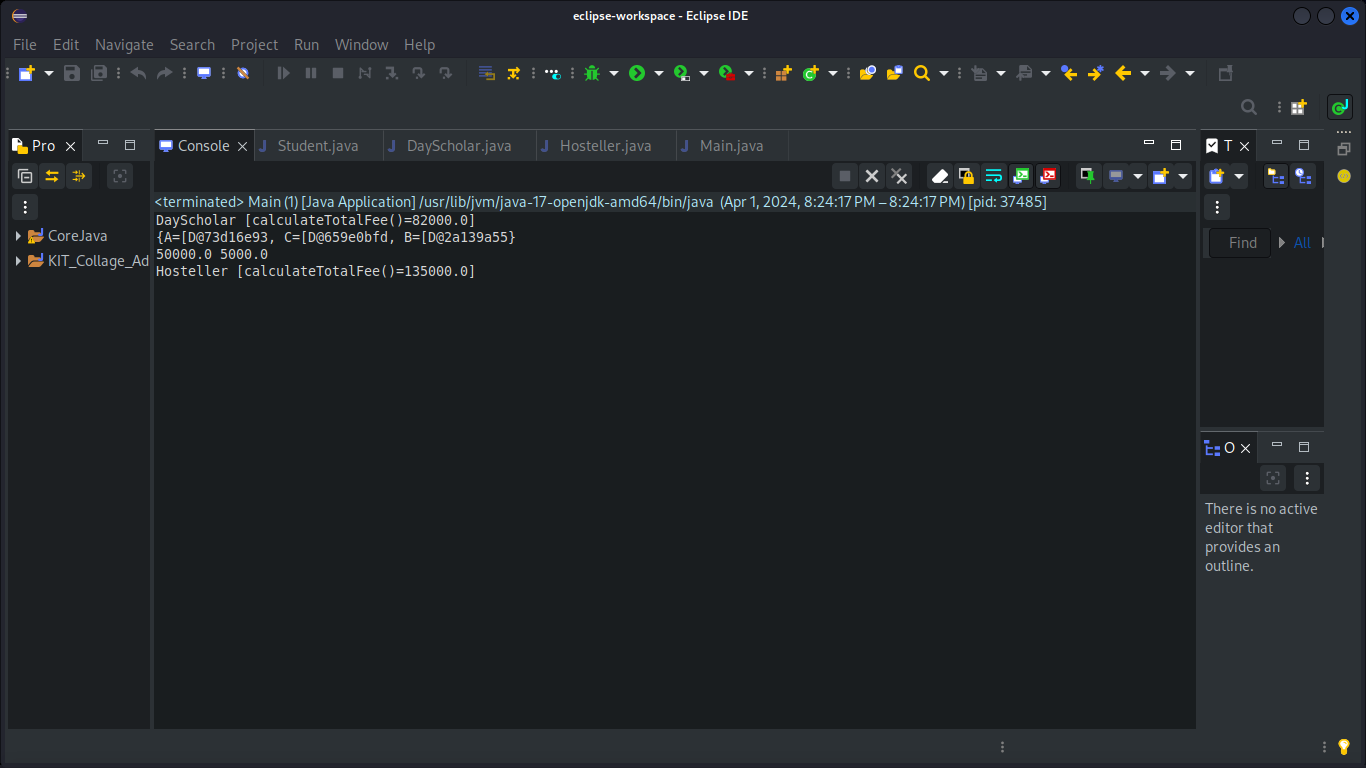 eclipse-workspace - Eclipse IDE
File Edit Navigate Search Project Run Window Help
Pro
Console
Student.java
DayScholar.java
Hosteller.java
Main.java
T
<terminated> Main (1) [Java Application] /usr/lib/jvm/java-17-openjdk-amd64/bin/java (Apr 1, 2024, 8:24:17 PM – 8:24:17 PM) [pid: 37485]
DayScholar [calculateTotalFee()=82000.0]
{A=[D@73d16e93, C=[D@659e0bfd, B=[D@2a139a55}
50000.0 5000.0
Hosteller [calculateTotalFee()=135000.0]
CoreJava
KIT_Collage_Ad
Find
All
O
There is no active
editor that
provides an
outline.